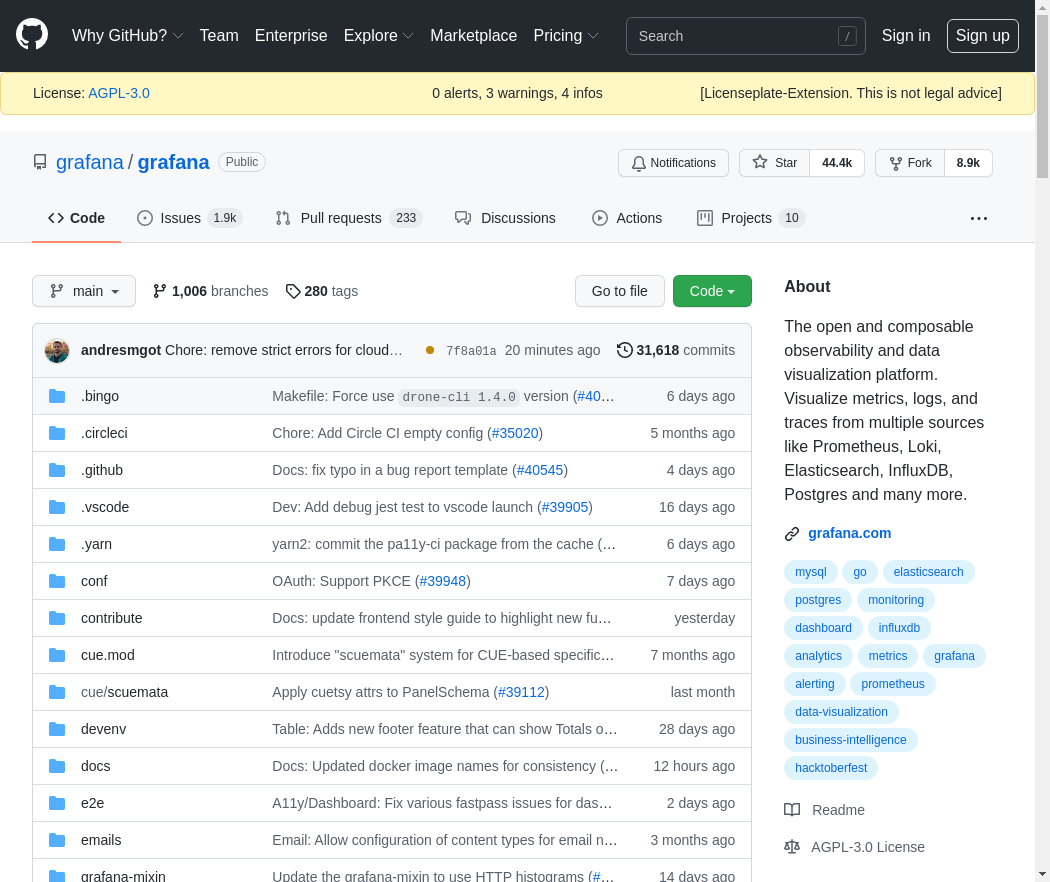 Why GitHub? Team Enterprise Explore Marketplace Pricing Search / Sign in Sign up
License: AGPL-3.0 0 alerts, 3 warnings, 4 infos [Licenseplate-Extension. This is not legal advice]
grafana / grafana Public Notifications Star 44.4k Fork 8.9k
Code Issues 1.9k Pull requests 233 Discussions Actions Projects 10 ...
main 1,006 branches 280 tags Go to file Code
andresmgot Chore: remove strict errors for cloud… 7f8a01a 20 minutes ago 31,618 commits
.bingo Makefile: Force use drone-cli 1.4.0 version (#40… 6 days ago
.circleci Chore: Add Circle CI empty config (#35020) 5 months ago
.github Docs: fix typo in a bug report template (#40545) 4 days ago
.vscode Dev: Add debug jest test to vscode launch (#39905) 16 days ago
.yarn yarn2: commit the pa11y-ci package from the cache (… 6 days ago
conf OAuth: Support PKCE (#39948) 7 days ago
contribute Docs: update frontend style guide to highlight new fu… yesterday
cue.mod Introduce "scuemata" system for CUE-based specific… 7 months ago
cue/scuemata Apply cuetsy attrs to PanelSchema (#39112) last month
devenv Table: Adds new footer feature that can show Totals o… 28 days ago
docs Docs: Updated docker image names for consistency (… 12 hours ago
e2e A11y/Dashboard: Fix various fastpass issues for das… 2 days ago
emails Email: Allow configuration of content types for email n… 3 months ago
grafana-mixin Update the grafana-mixin to use HTTP histograms (#… 14 days ago
About
The open and composable
observability and data
visualization platform.
Visualize metrics, logs, and
traces from multiple sources
like Prometheus, Loki,
Elasticsearch, InfluxDB,
Postgres and many more.
grafana.com
mysql go elasticsearch
postgres monitoring
dashboard influxdb
analytics metrics grafana
alerting prometheus
data-visualization
business-intelligence
hacktoberfest
Readme
AGPL-3.0 License